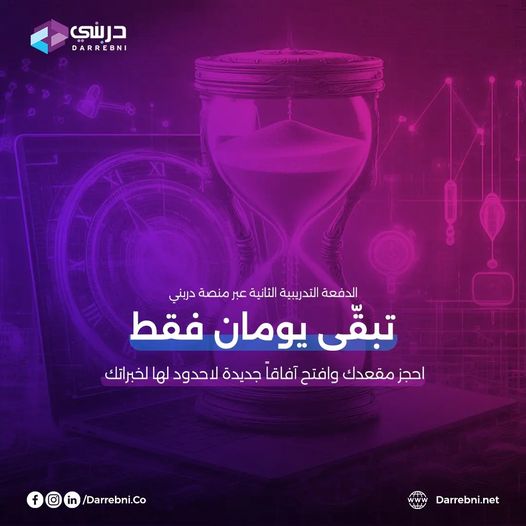 دربني
DARREBNI
الدفعة التدريبية الثانية عبر منصة دربني
تبقّى يومان فقط
احجز مقعدك وافتح آفاقاً جديدة لاحدود لها لخبراتك
/Darrebni.Co
Darrebni.net